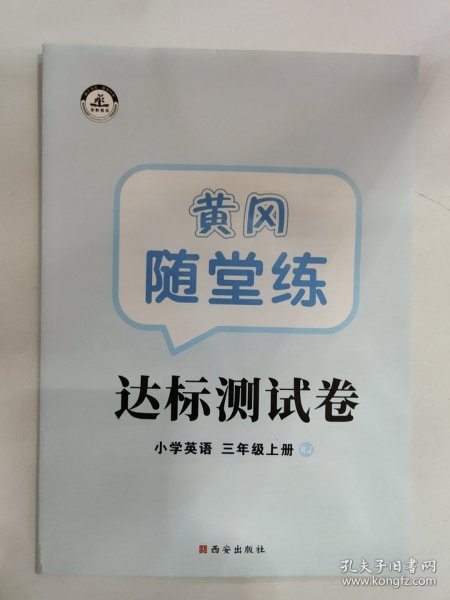 黄冈
随堂练
达标测试卷
小学英语 三年级上册 RJ
西安出版社
孔夫子旧书网
www.kongfz.com